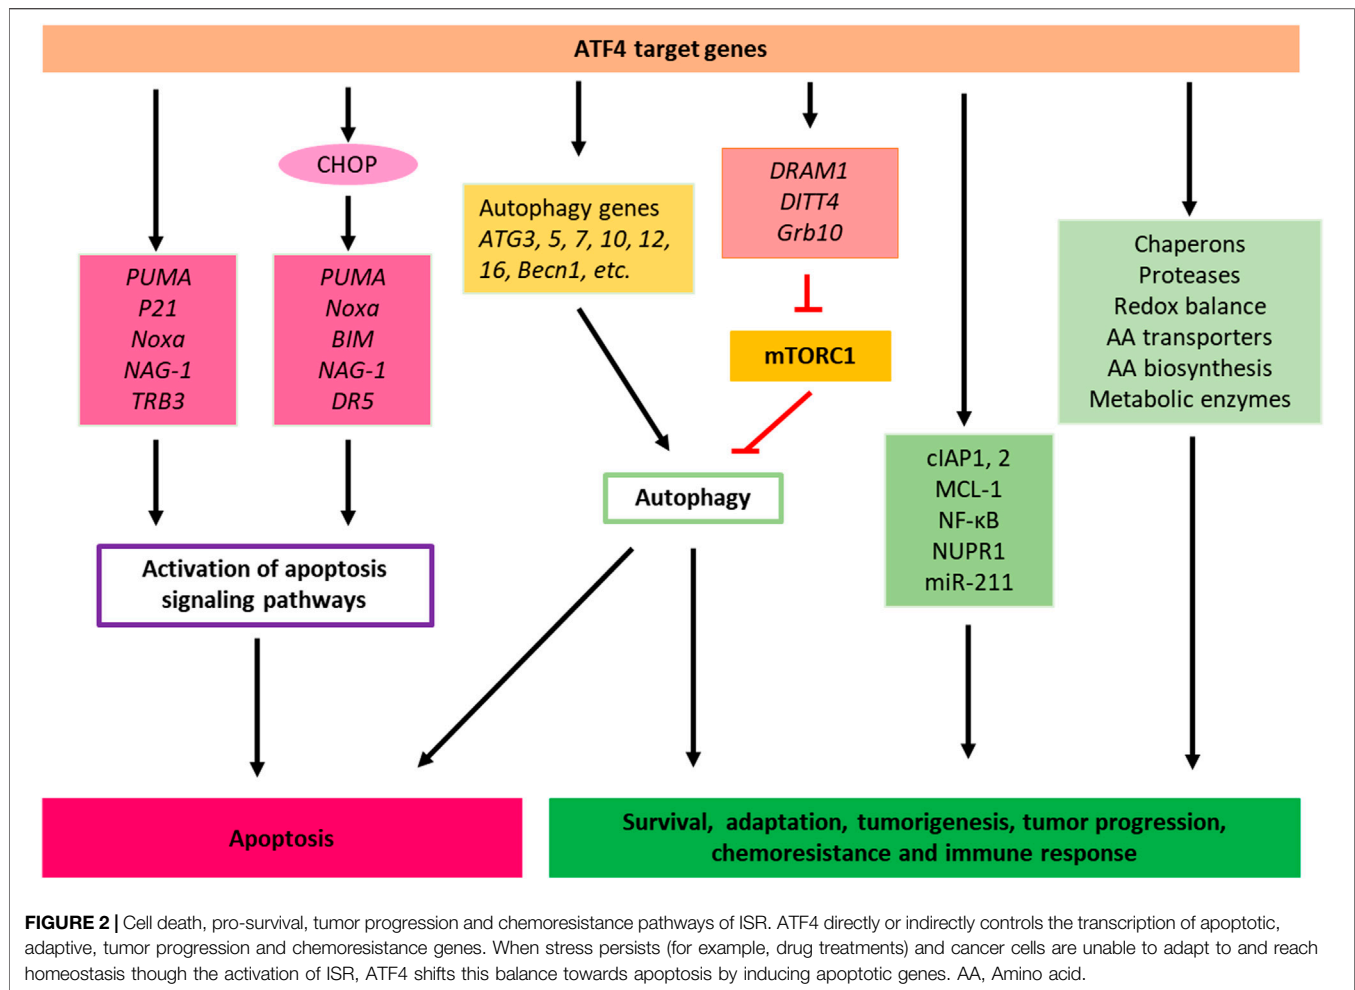 ATF4 target genes
CHOP
PUMA
P21
Noxa
NAG-1
TRB3
PUMA
Noxa
BIM
NAG-1
DR5
Activation of apoptosis
signaling pathways
Autophagy genes
ATG3, 5, 7, 10, 12,
16, Becn1, etc.
DRAM1
DITT4
Grb10
mTORC1
Autophagy
cIAP1, 2
MCL-1
NF-κB
NUPR1
miR-211
Chaperons
Proteases
Redox balance
AA transporters
AA biosynthesis
Metabolic enzymes
Apoptosis
Survival, adaptation, tumorigenesis, tumor progression,
chemoresistance and immune response
FIGURE 2 | Cell death, pro-survival, tumor progression and chemoresistance pathways of ISR. ATF4 directly or indirectly controls the transcription of apoptotic,
adaptive, tumor progression and chemoresistance genes. When stress persists (for example, drug treatments) and cancer cells are unable to adapt to and reach
homeostasis though the activation of ISR, ATF4 shifts this balance towards apoptosis by inducing apoptotic genes. AA, Amino acid.